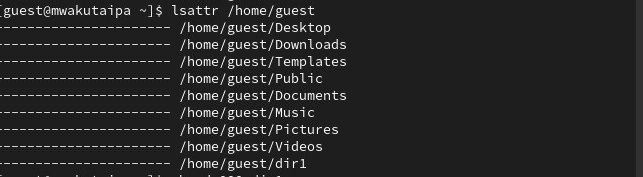 [guest@mwakutaipa ~]$ lsattr /home/guest
---------------------- /home/guest/Desktop
---------------------- /home/guest/Downloads
---------------------- /home/guest/Templates
---------------------- /home/guest/Public
---------------------- /home/guest/Documents
---------------------- /home/guest/Music
---------------------- /home/guest/Pictures
---------------------- /home/guest/Videos
---------------------- /home/guest/dir1